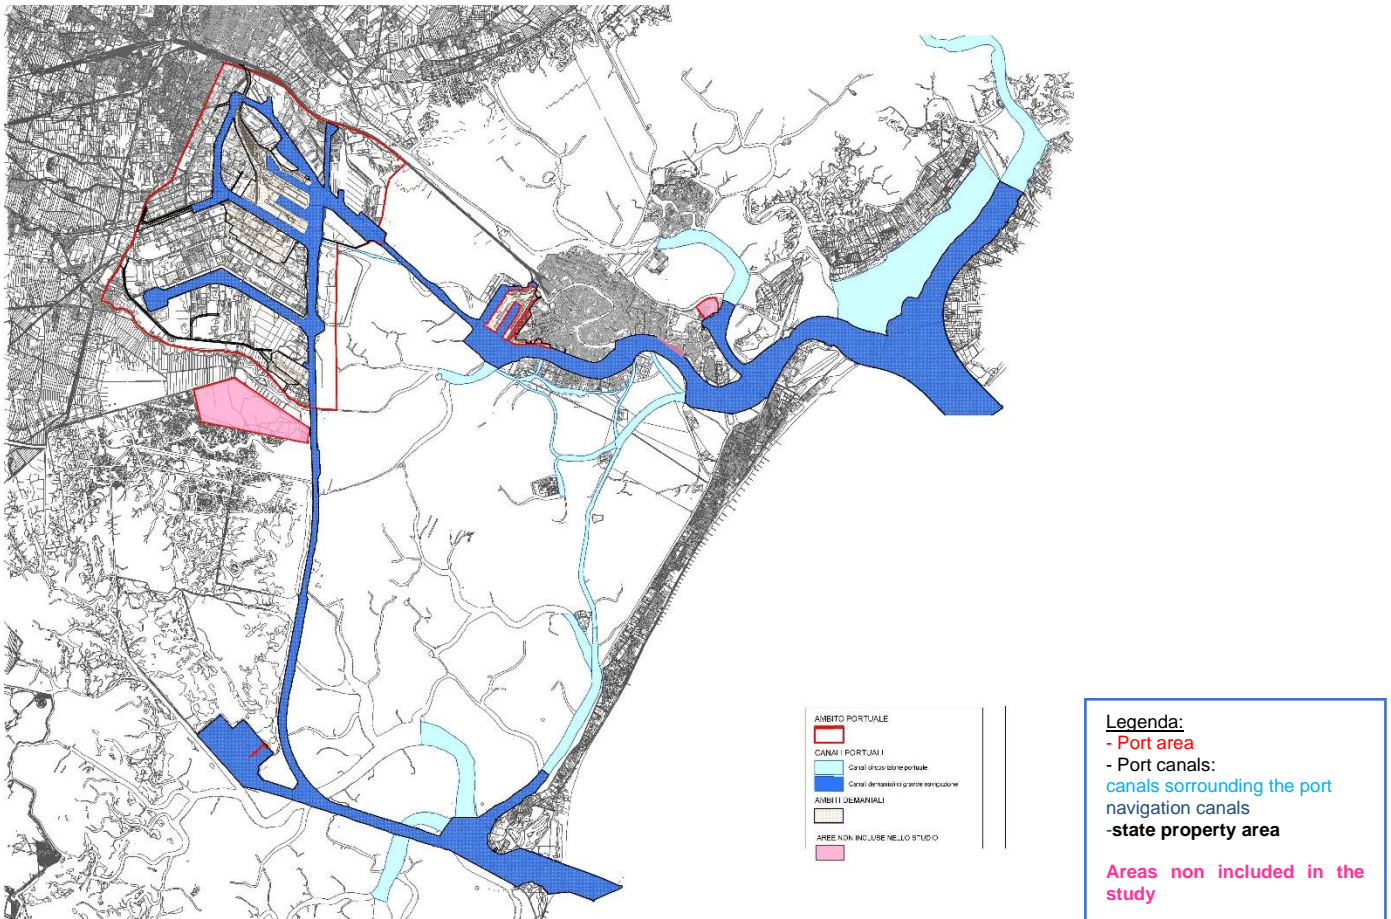 AMBITO PORTUALE
CANALI PORTUALI
Canali circoscrizione portuale
Canali demaniali di grande navigazione
AMBITI DEMANIALI
AREE NON INCLUSE NELLO STUDIO
Legenda:
- Port area
- Port canals:
canals sorrounding the port
navigation canals
-state property area
Areas non included in the
study